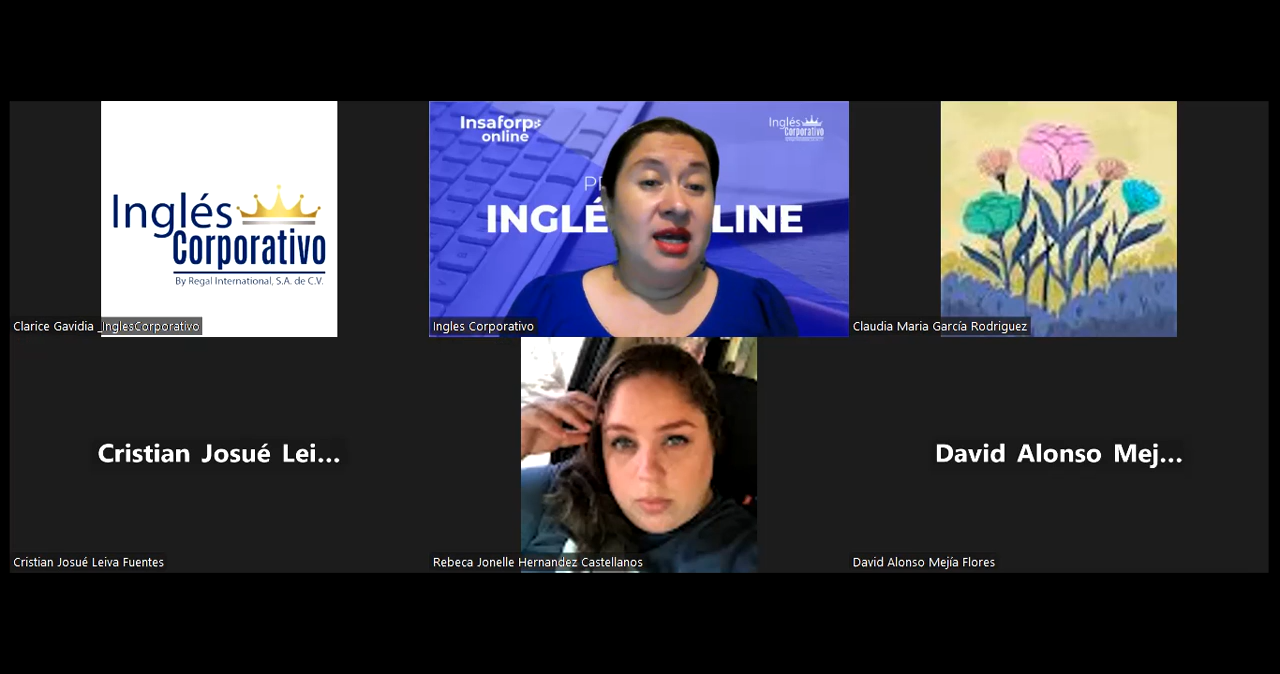 Inglés
Corporativo
By Regal International, S.A. de C.V.
Clarice Gavidia _InglesCorporativo
Insaforp
online
Inglés
Corporativo
INGLÉ LINE
Ingles Corporativo
Claudia Maria García Rodriguez
Cristian Josué Lei...
Cristian Josué Leiva Fuentes
Rebeca Jonelle Hernandez Castellanos
David Alonso Mej...
David Alonso Mejía Flores